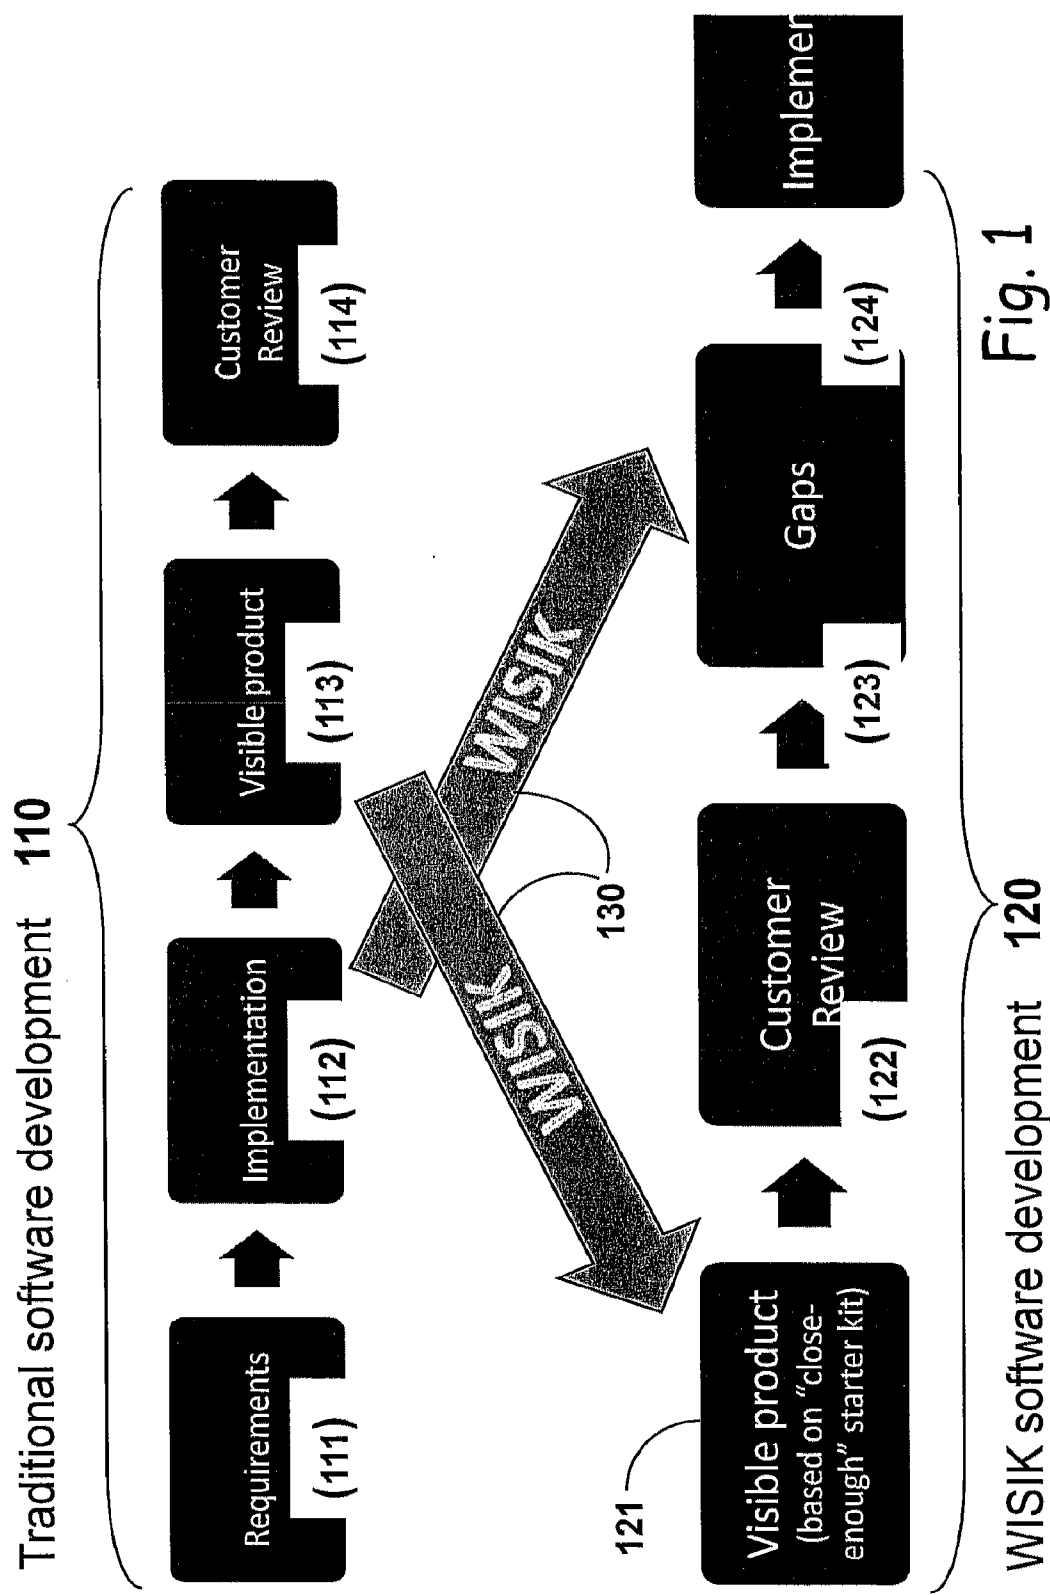 Traditional software development 110
Requirements
(111)
Implementation
(112)
Visible product
(113)
Customer
Review
(114)
WISIK
WISIK
130
121
Visible product
(based on "close-
enough" starter kit)
Customer
Review
(122)
Gaps
(123)
(124)
Implemen
WISIK software development 120
Fig. 1